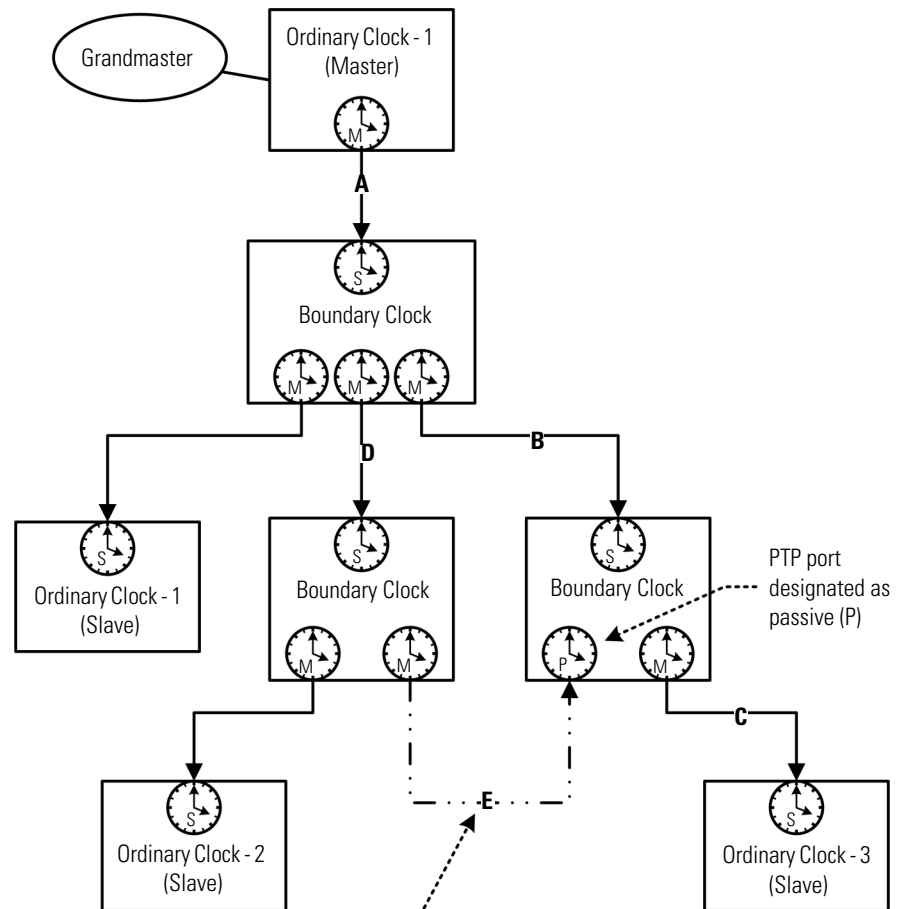 Grandmaster
Ordinary Clock - 1
(Master)
M
A
S
Boundary Clock
M
M
M
D
B
S
Ordinary Clock - 1
(Slave)
S
Boundary Clock
M
M
S
Boundary Clock
P
M
PTP port
designated as
passive (P)
C
E
S
Ordinary Clock - 2
(Slave)
S
Ordinary Clock - 3
(Slave)